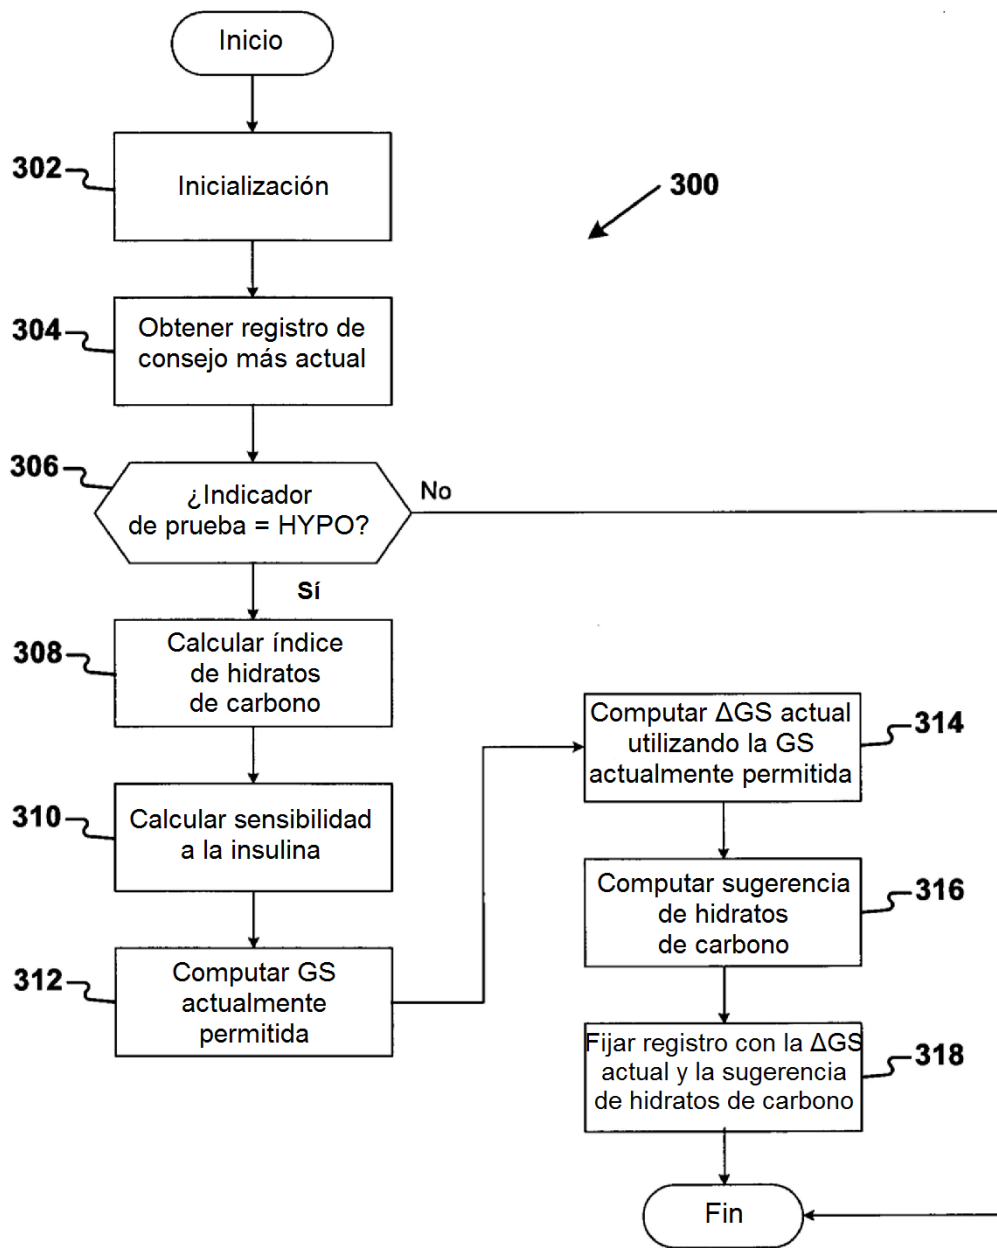 Inicio
302
Inicialización
300
304
Obtener registro de
consejo más actual
306
¿Indicador
de prueba = HYPO?
No
Sí
308
Calcular índice
de hidratos
de carbono
310
Calcular sensibilidad
a la insulina
312
Computar GS
actualmente
permitida
Computar ΔGS actual
utilizando la GS
actualmente permitida
314
Computar sugerencia
de hidratos
de carbono
316
Fijar registro con la ΔGS
actual y la sugerencia
de hidratos de carbono
318
Fin